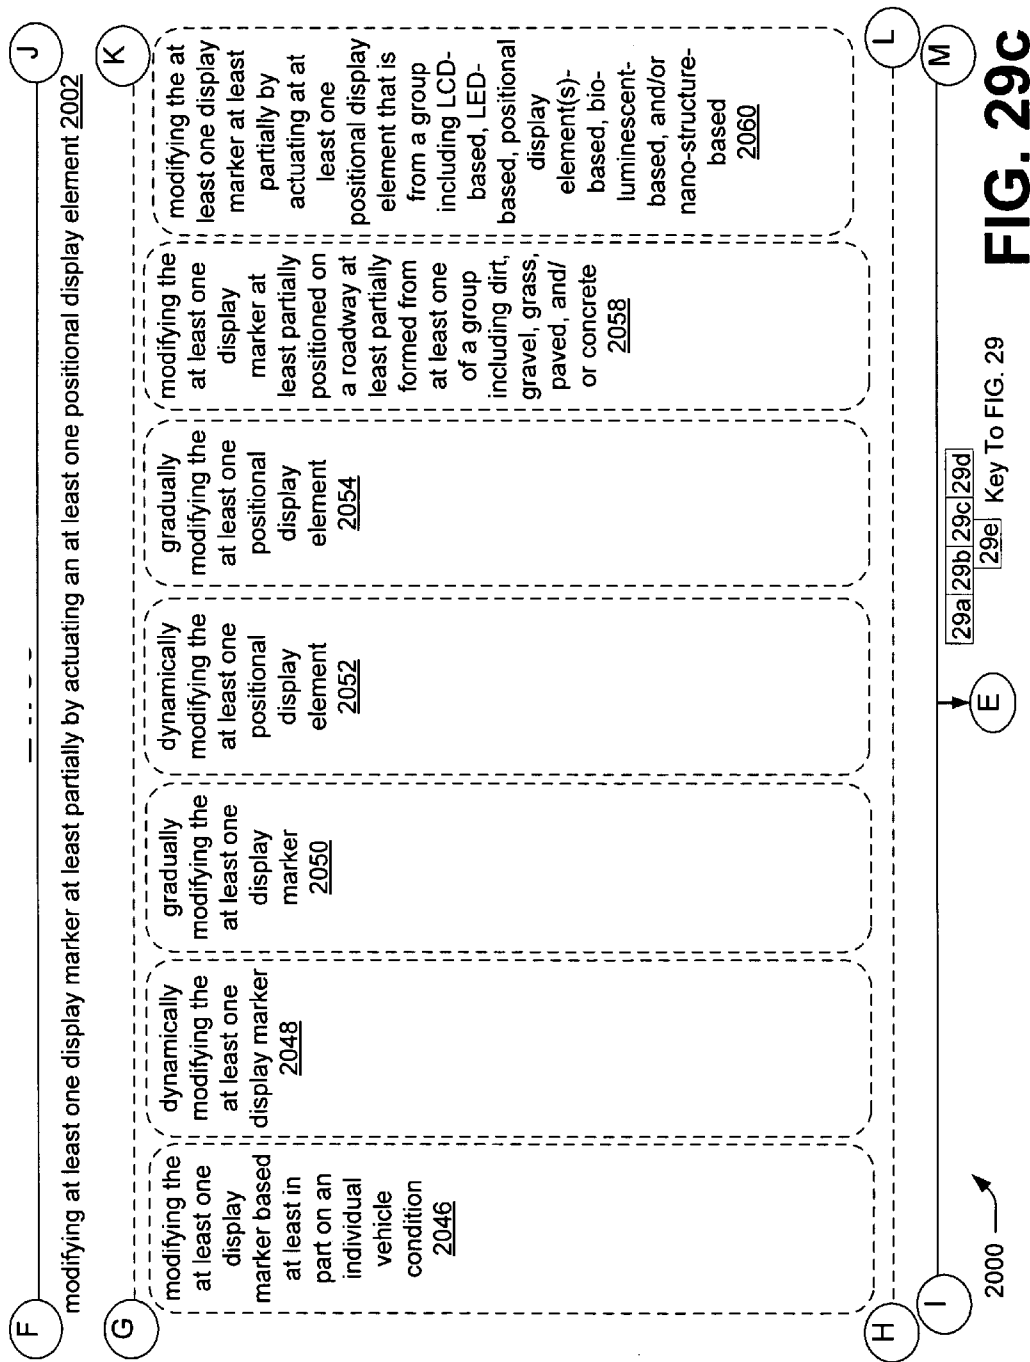 F
J
modifying at least one display marker at least partially by actuating an at least one positional display element 2002
G
K
modifying the
at least one
display
marker based
at least in
part on an
individual
vehicle
condition
2046
dynamically
modifying the
at least one
display marker
2048
gradually
modifying the
at least one
display
marker
2050
dynamically
modifying the
at least one
positional
display
element
2052
gradually
modifying the
at least one
positional
display
element
2054
modifying the
at least one
display
marker at
least partially
positioned on
a roadway at
least partially
formed from
at least one
of a group
including dirt,
gravel, grass,
paved, and/
or concrete
2058
modifying the at
least one display
marker at least
partially by
actuating at at
least one
positional display
element that is
from a group
including LCD-
based, LED-
based, positional
display
element(s)-
based, bio-
luminescent-
based, and/or
nano-structure-
based
2060
H
L
I
M
E
2000
29a 29b 29c 29d
29e Key To FIG. 29
FIG. 29c